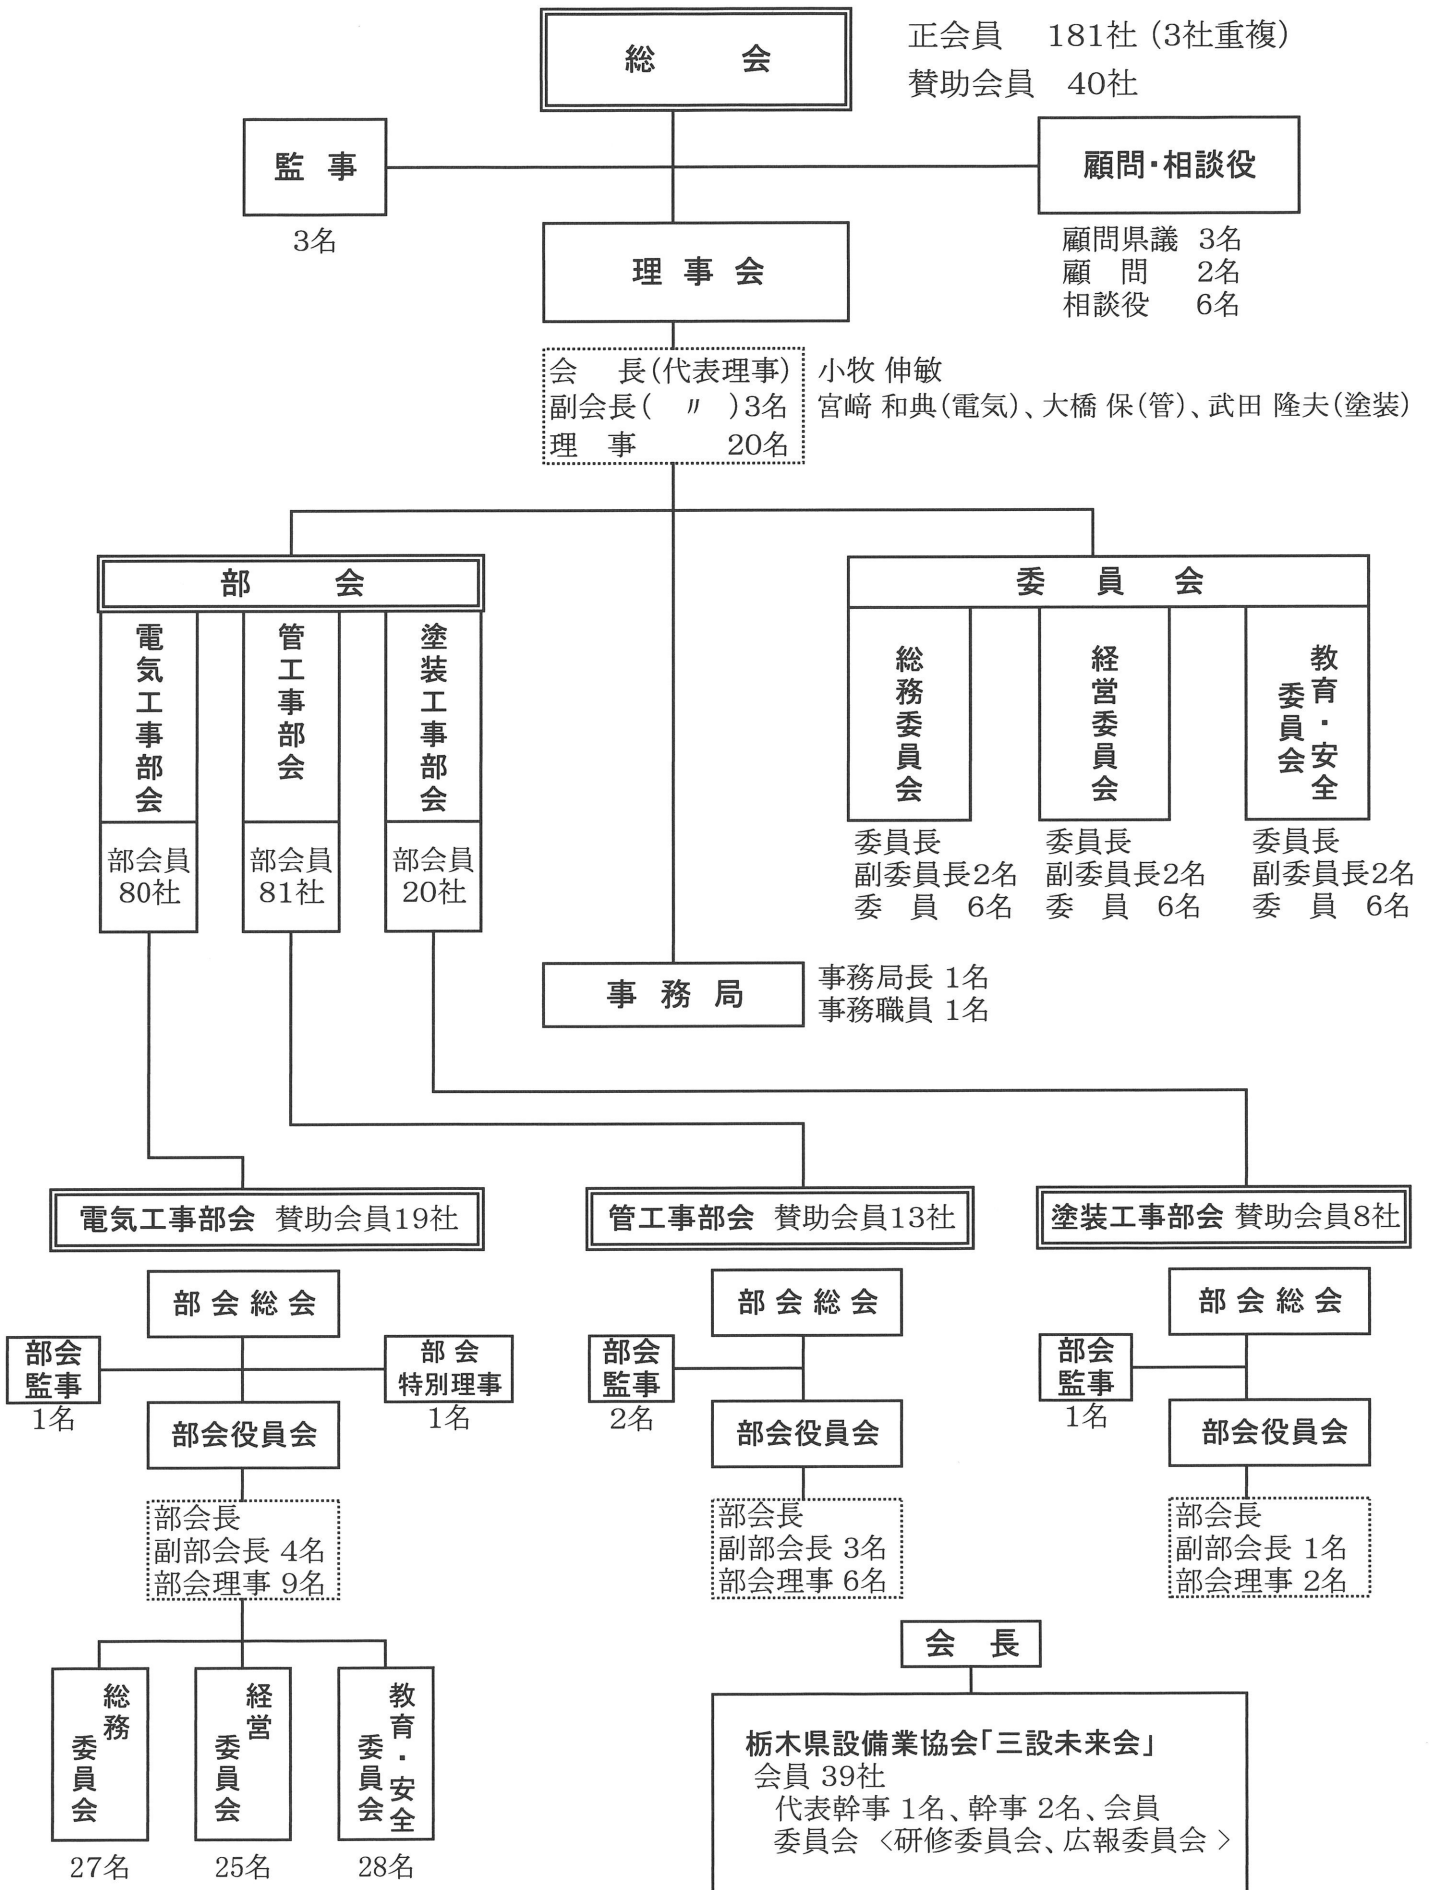 総　会
正会員　181社（3社重複）
賛助会員　40社
監　事
3名
顧問・相談役
顧問県議 3名
顧　問　2名
相談役　6名
理 事 会
会　長（代表理事） 小牧 伸敏
副会長（　〃　）3名 宮﨑 和典（電気）、大橋 保（管）、武田 隆夫（塗装）
理　事　20名
部　会
電気工事部会
部会員
80社
管工事部会
部会員
81社
塗装工事部会
部会員
20社
委　員　会
総務委員会
委員長
副委員長2名
委　員　6名
経営委員会
委員長
副委員長2名
委　員　6名
教育・安全
委員会
委員長
副委員長2名
委　員　6名
事 務 局
事務局長 1名
事務職員 1名
電気工事部会 賛助会員19社
部 会 総 会
部会
監事
1名
部 会
特別理事
1名
部会役員会
部会長
副部会長 4名
部会理事 9名
総務
委員会
27名
経営
委員会
25名
教育・安全
委員会
28名
管工事部会 賛助会員13社
部 会 総 会
部会
監事
2名
部会役員会
部会長
副部会長 3名
部会理事 6名
塗装工事部会 賛助会員8社
部 会 総 会
部会
監事
1名
部会役員会
部会長
副部会長 1名
部会理事 2名
会　長
栃木県設備業協会「三設未来会」
会員 39社
代表幹事 1名、幹事 2名、会員
委員会 〈研修委員会、広報委員会 〉